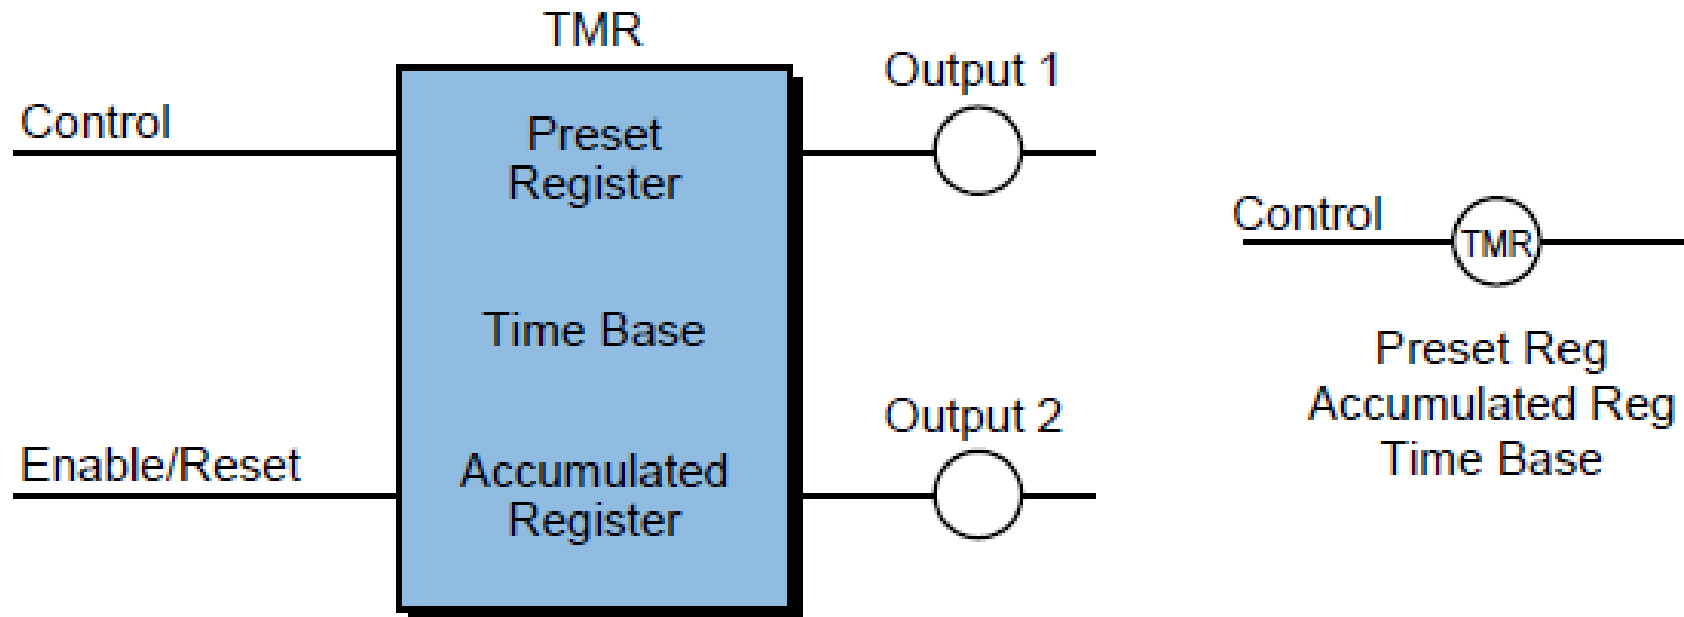 TMR
Control
Preset
Register
Time Base
Enable/Reset
Accumulated
Register
Output 1
Output 2
Control
TMR
Preset Reg
Accumulated Reg
Time Base